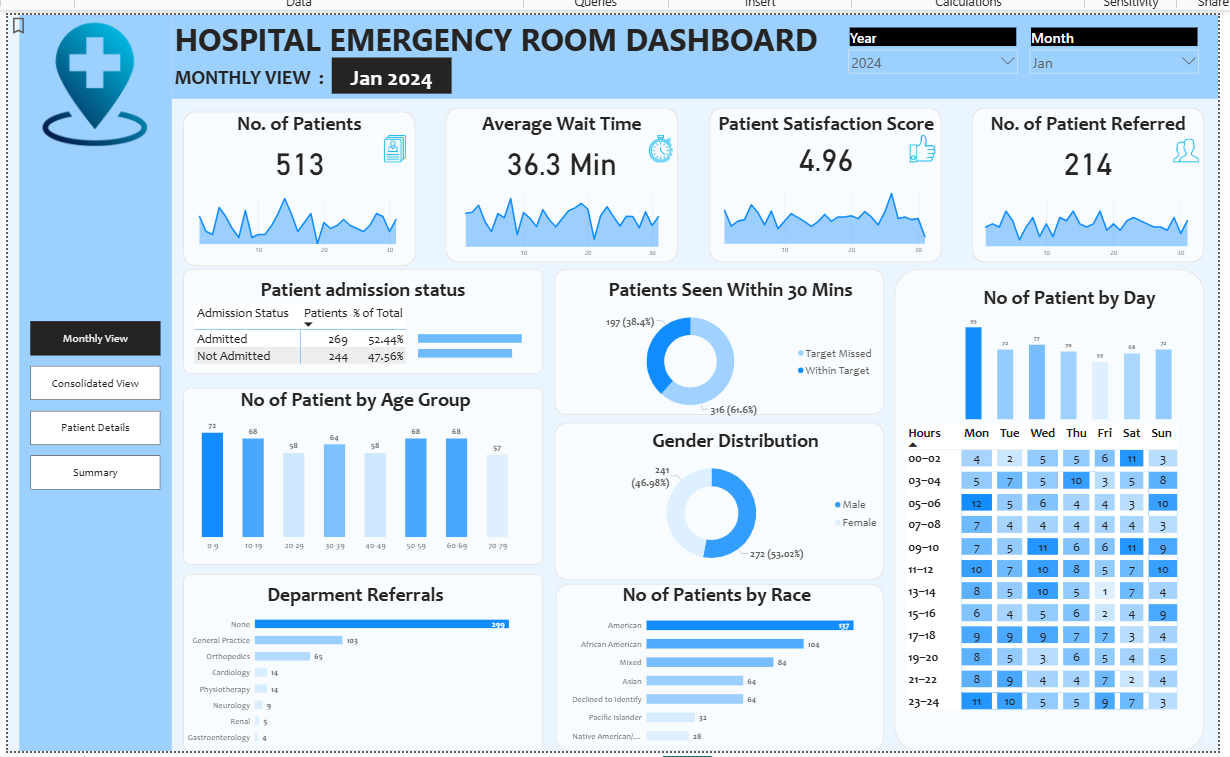 Data Queries Insert Calculations Sensitivity Share
HOSPITAL EMERGENCY ROOM DASHBOARD
MONTHLY VIEW : Jan 2024
Year
2024
Month
Jan
Monthly View
Consolidated View
Patient Details
Summary
No. of Patients
513
10 20 30
Average Wait Time
36.3 Min
10 20 30
Patient Satisfaction Score
4.96
10 20 30
No. of Patient Referred
214
10 20 30
Patient admission status
Admission Status Patients % of Total
Admitted 269 52.44%
Not Admitted 244 47.56%
Patients Seen Within 30 Mins
197 (38.4%)
316 (61.6%)
Target Missed
Within Target
No of Patient by Age Group
72 68 58 64 58 68 68 57
0-9 10-19 20-29 30-39 40-49 50-59 60-69 70-79
Gender Distribution
241
(46.98%)
272 (53.02%)
Male
Female
Deparment Referrals
None 299
General Practice 103
Orthopedics 65
Cardiology 14
Physiotherapy 14
Neurology 9
Renal 5
Gastroenterology 4
No of Patients by Race
American 137
African American 104
Mixed 84
Asian 64
Declined to Identify 64
Pacific Islander 32
Native American/... 28
No of Patient by Day
95 72 77 70 59 68 72
Hours Mon Tue Wed Thu Fri Sat Sun
00–02 4 2 5 5 6 11 3
03–04 5 7 5 10 3 5 8
05–06 12 5 6 4 4 3 10
07–08 7 4 4 4 4 4 3
09–10 7 5 11 6 6 11 9
11–12 10 7 10 8 5 7 10
13–14 8 5 10 5 1 7 4
15–16 6 4 5 6 2 4 9
17–18 9 9 9 7 7 3 4
19–20 8 5 3 6 5 4 5
21–22 8 9 4 4 7 2 4
23–24 11 10 5 5 9 7 3